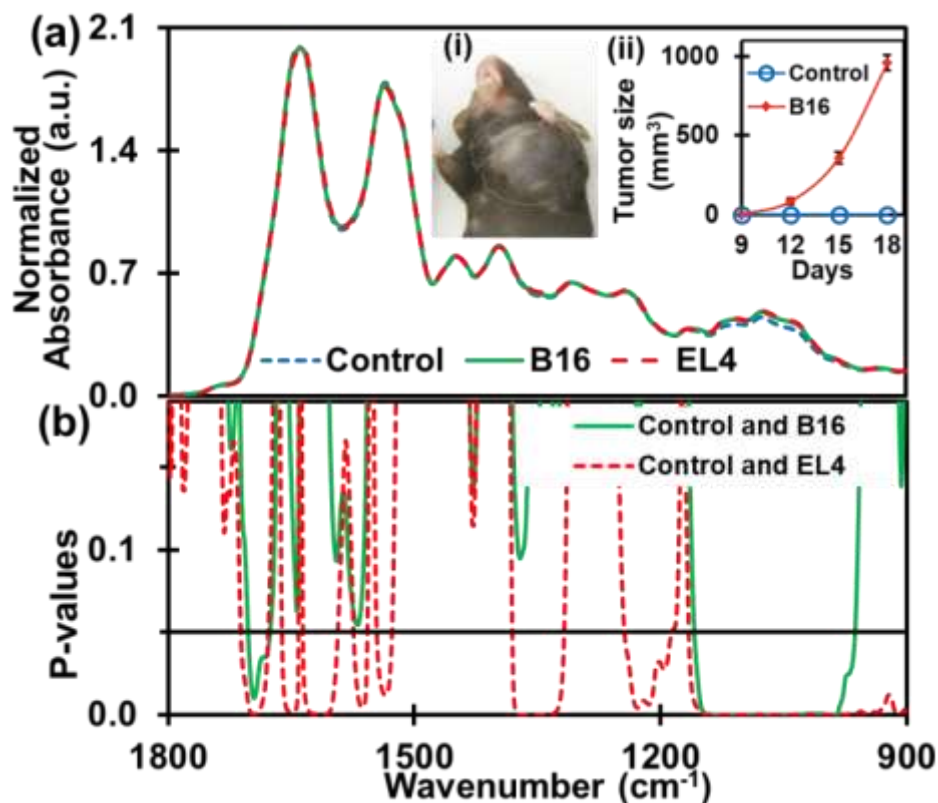 (a)
2.1
1.4
0.7
0.0
Normalized
Absorbance (a.u.)
(i)
(ii)
1000
500
0
Tumor size
(mm³)
Control
B16
9 12 15 18
Days
Control B16 EL4
(b)
0.1
0.0
P-values
Control and B16
Control and EL4
1800 1500 1200 900
Wavenumber (cm⁻¹)